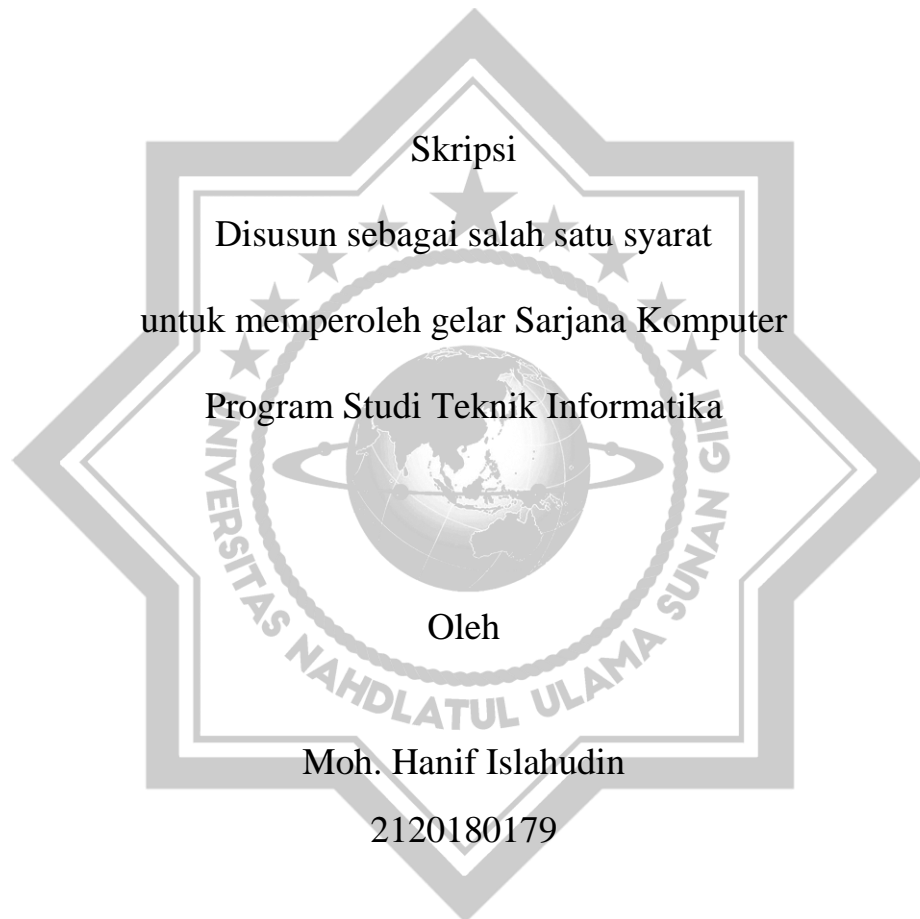 Skripsi
Disusun sebagai salah satu syarat
untuk memperoleh gelar Sarjana Komputer
Program Studi Teknik Informatika
UNIVERSITAS NAHDLATUL ULAMA SUNAN GIRI
Oleh
Moh. Hanif Islahudin
2120180179